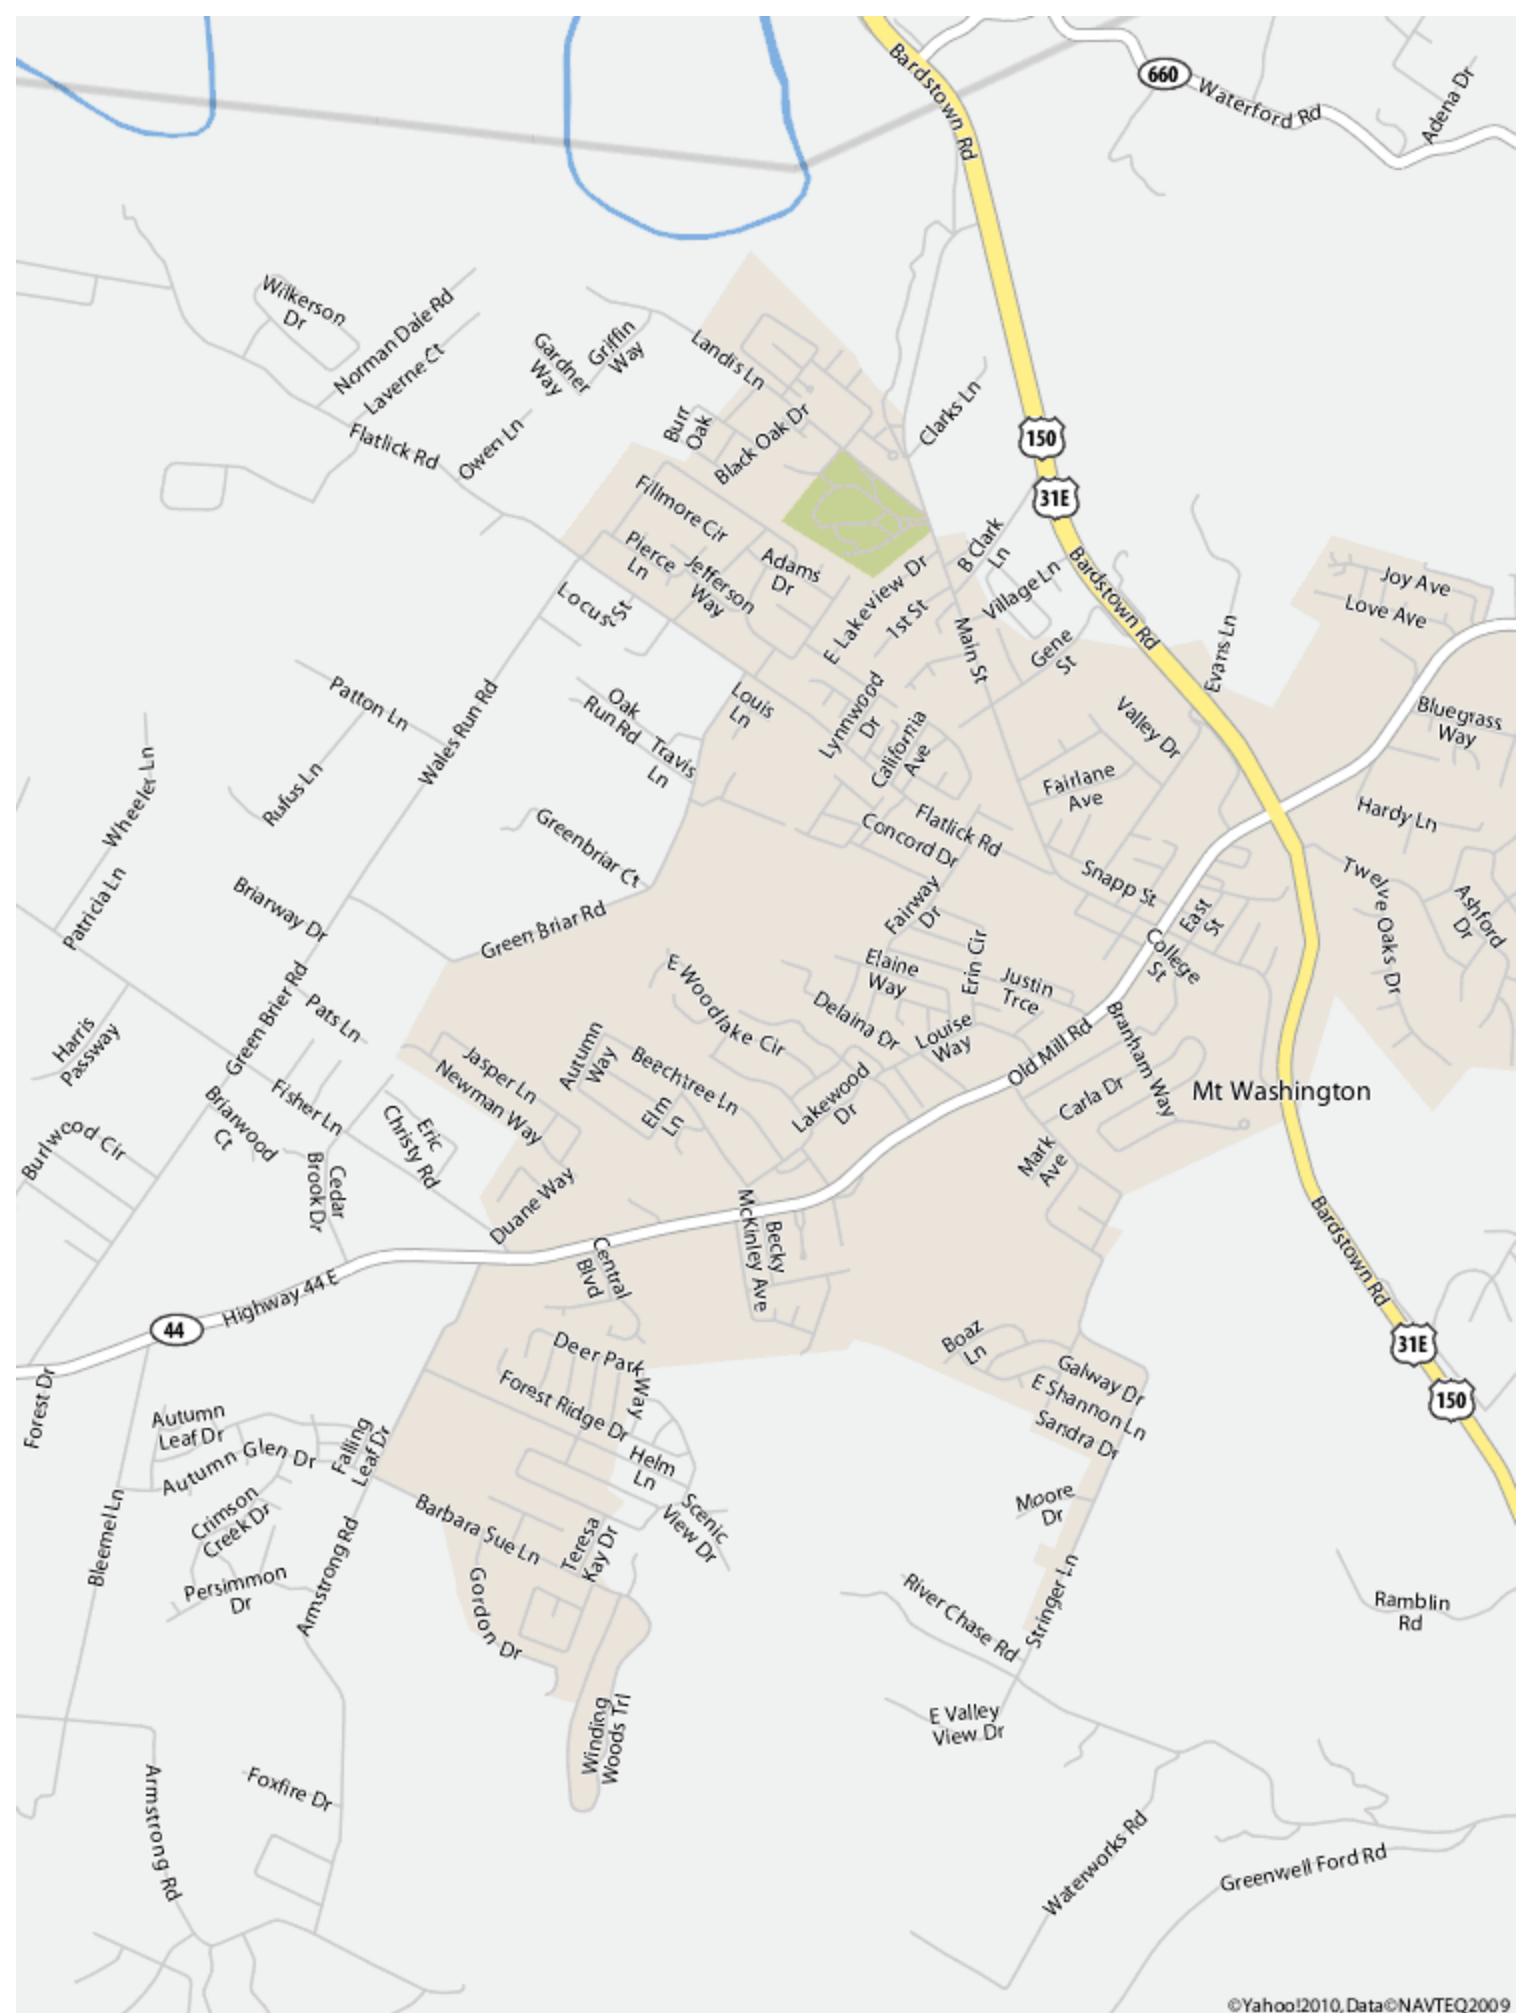 Bardstown Rd
660
Waterford Rd
Adena Dr
Wilkerson
Dr
Norman Dale Rd
Laverne Ct
Gardner
Way
Griffin
Way
Landis Ln
Flatlick Rd
Owen Ln
Burr
Oak
Black Oak Dr
Clarks Ln
150
31E
Fillmore Cir
Pierce
Ln
Jefferson
Way
Adams
Dr
B Clark
Ln
Village Ln
Bardstown Rd
Joy Ave
Love Ave
Locust
St
E Lakeview Dr
1st St
Main St
Gene
St
Evans Ln
Patton Ln
Wales Run Rd
Oak
Run Rd
Louis
Ln
Lynnwood
Dr
California
Ave
Valley Dr
Bluegrass
Way
Travis
Ln
Wheeler Ln
Rufus Ln
Fairlane
Ave
Hardy Ln
Greenbriar Ct
Concord Dr
Flatlick Rd
Snapp St
Patricia Ln
Briarway Dr
Green Briar Rd
Fairway
Dr
East
St
Twelve Oaks Dr
Ashford
Dr
E Woodlake Cir
Elaine
Way
Erin Cir
Justin
Trce
College
St
Green Brier Rd
Pats Ln
Delaina Dr
Louise
Way
Old Mill Rd
Branham Way
Harris
Passway
Jasper Ln
Newman Way
Autumn
Way
Beechtree Ln
Elm
Ln
Lakewood
Dr
Carla Dr
Mt Washington
Fisher Ln
Briarwood
Ct
Eric
Christy Rd
Burlwood Cir
Cedar
Brook Dr
Mark
Ave
Duane Way
McKinley Ave
Becky
Central
Blvd
Bardstown Rd
Highway 44 E
44
31E
150
Forest Dr
Deer Park Way
Boaz
Ln
Galway Dr
E Shannon Ln
Sandra Dr
Forest Ridge Dr
Helm
Ln
Autumn
Leaf Dr
Autumn Glen Dr
Falling
Leaf Dr
Scenic
View Dr
Moore
Dr
Crimson
Creek Dr
Barbara Sue Ln
Teresa
Kay Dr
Bleemel Ln
Persimmon
Dr
Armstrong Rd
Gordon Dr
River Chase Rd
Stringer Ln
Ramblin
Rd
Winding
Woods Trl
E Valley
View Dr
Foxfire Dr
Armstrong Rd
Waterworks Rd
Greenwell Ford Rd
©Yahoo!2010,Data©NAVTEQ2009